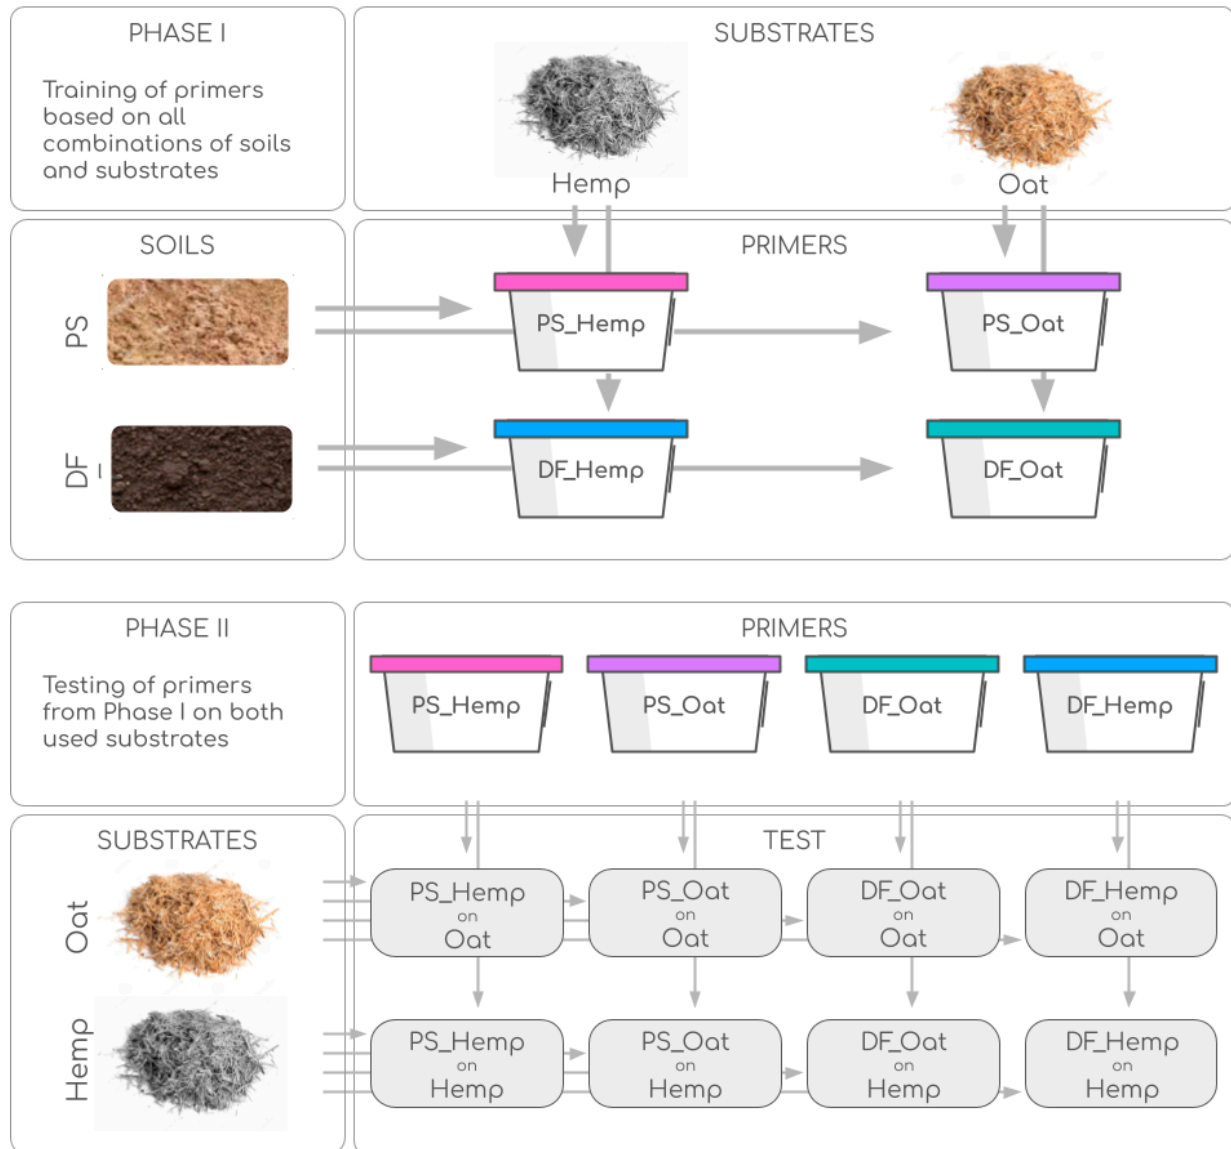 PHASE I
Training of primers
based on all
combinations of soils
and substrates
SUBSTRATES
Hemp
Oat
SOILS
PS
DF_
PRIMERS
PS_Hemp
PS_Oat
DF_Hemp
DF_Oat
PHASE II
Testing of primers
from Phase I on both
used substrates
PRIMERS
PS_Hemp
PS_Oat
DF_Oat
DF_Hemp
SUBSTRATES
Oat
Hemp
TEST
PS_Hemp
on
Oat
PS_Oat
on
Oat
DF_Oat
on
Oat
DF_Hemp
on
Oat
PS_Hemp
on
Hemp
PS_Oat
on
Hemp
DF_Oat
on
Hemp
DF_Hemp
on
Hemp